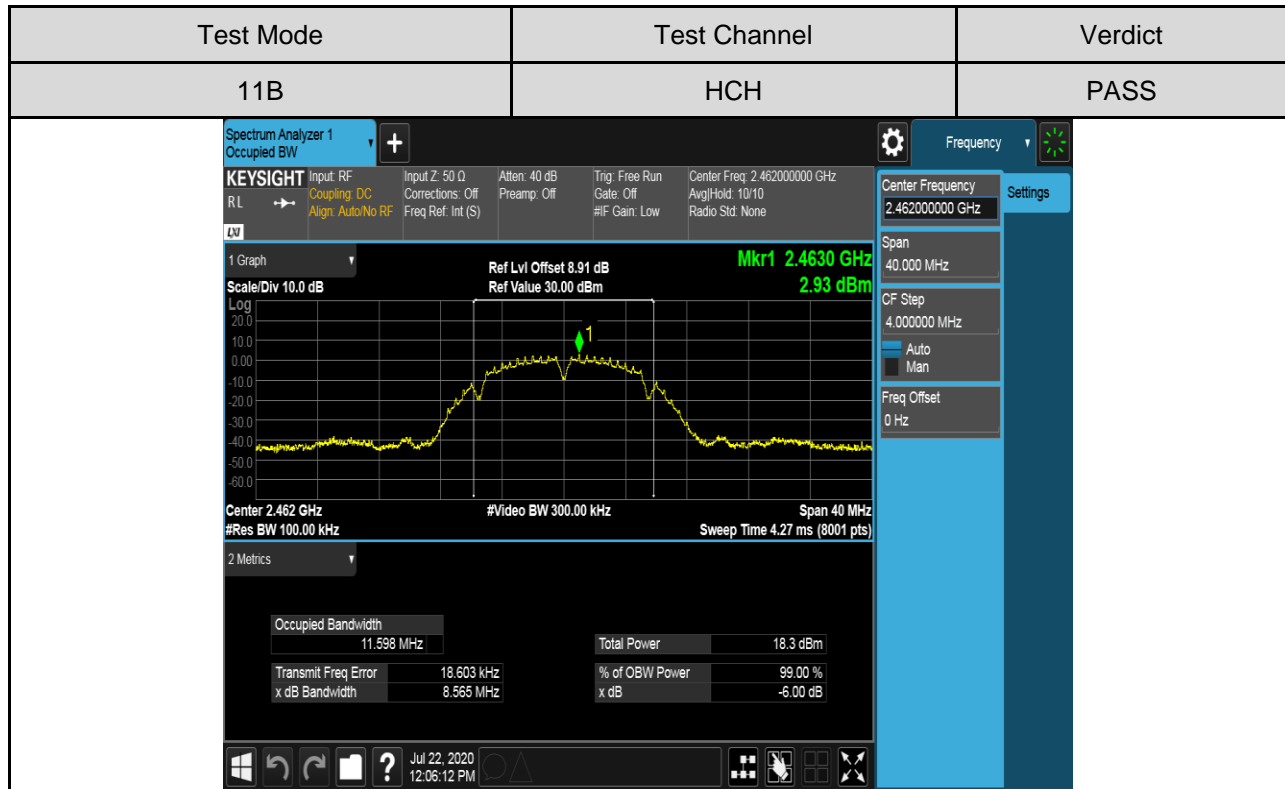 Test Mode Test Channel Verdict
11B HCH PASS
Spectrum Analyzer 1
Occupied BW
+
Frequency
KEYSIGHT
RL
LXI
Input: RF
Coupling: DC
Align: Auto/No RF
Input Z: 50 Ω
Corrections: Off
Freq Ref: Int (S)
Atten: 40 dB
Preamp: Off
Trig: Free Run
Gate: Off
#IF Gain: Low
Center Freq: 2.462000000 GHz
Avg|Hold: 10/10
Radio Std: None
Center Frequency
2.462000000 GHz
Settings
Span
40.000 MHz
CF Step
4.000000 MHz
Auto
Man
Freq Offset
0 Hz
1 Graph
Scale/Div 10.0 dB
Ref Lvl Offset 8.91 dB
Ref Value 30.00 dBm
Mkr1 2.4630 GHz
2.93 dBm
Log
20.0
10.0
0.00
-10.0
-20.0
-30.0
-40.0
-50.0
-60.0
1
Center 2.462 GHz #Video BW 300.00 kHz Span 40 MHz
#Res BW 100.00 kHz Sweep Time 4.27 ms (8001 pts)
2 Metrics
Occupied Bandwidth
11.598 MHz
Total Power 18.3 dBm
Transmit Freq Error 18.603 kHz
% of OBW Power 99.00 %
x dB Bandwidth 8.565 MHz
x dB -6.00 dB
?
Jul 22, 2020
12:06:12 PM